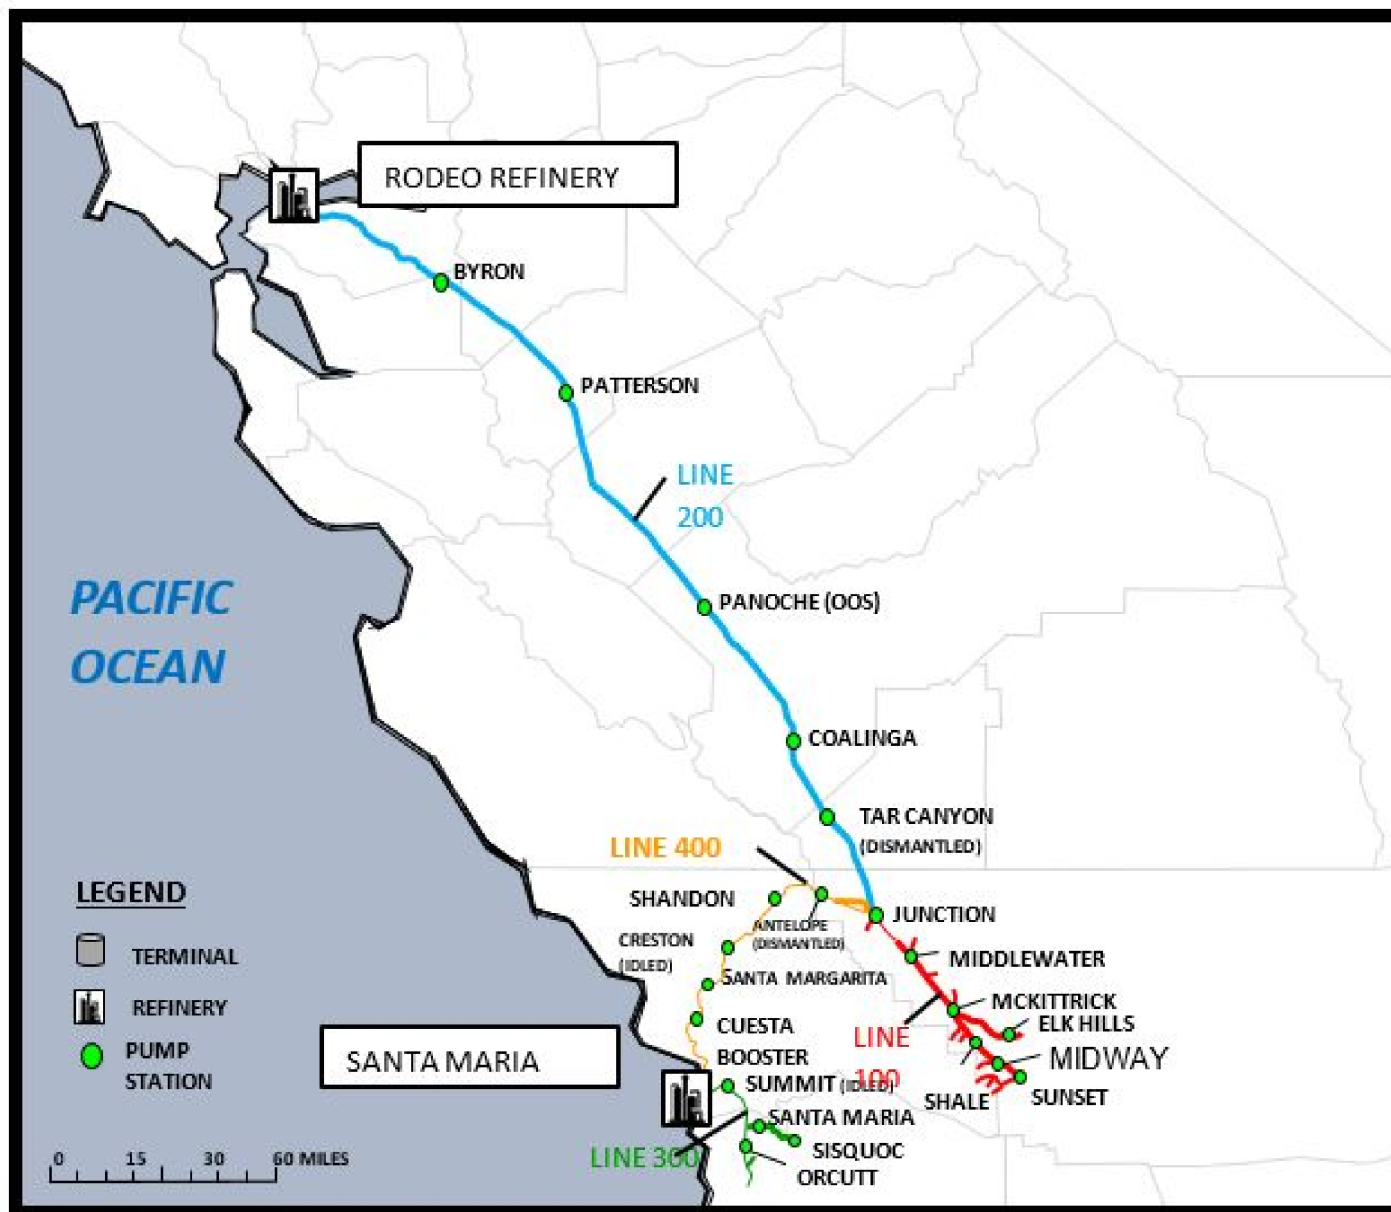 RODEO REFINERY
BYRON
PATTERSON
LINE
200
PACIFIC
OCEAN
PANOCHE (OOS)
COALINGA
TAR CANYON
(DISMANTLED)
LINE 400
SHANDON
ANTELOPE
(DISMANTLED)
JUNCTION
CRESTON
(IDLED)
MIDDLEWATER
SANTA MARGARITA
MCKITTRICK
ELK HILLS
CUESTA
BOOSTER
LINE
100
MIDWAY
SANTA MARIA
SUMMIT (IDLED)
SHALE
SUNSET
SANTA MARIA
SISQUOC
LINE 300
ORCUTT
LEGEND
TERMINAL
REFINERY
PUMP
STATION
0 15 30 60 MILES